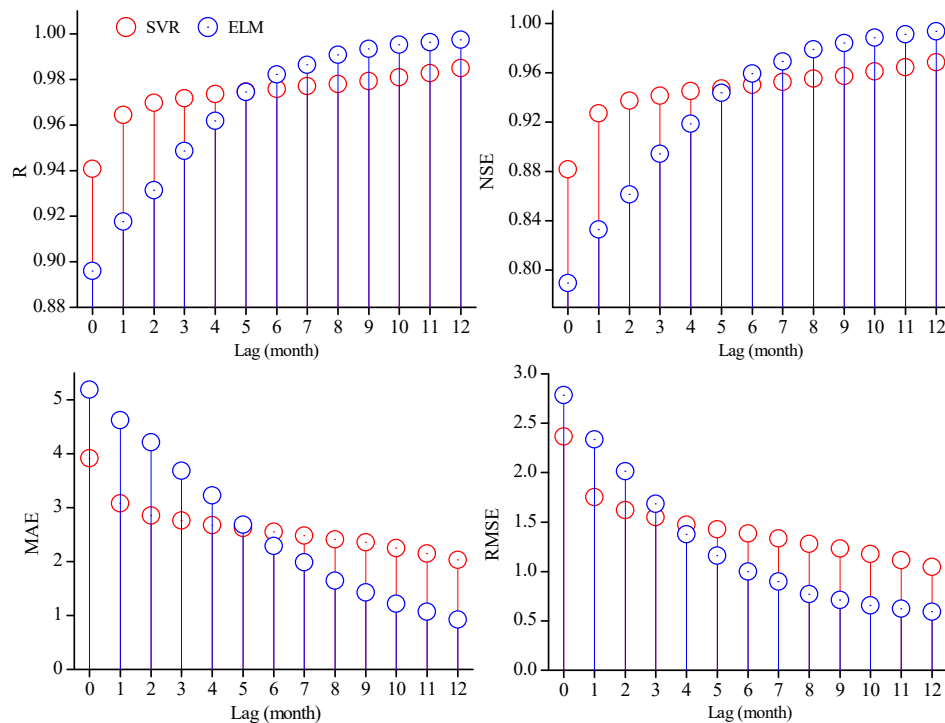 SVR ELM
R
1.00
0.98
0.96
0.94
0.92
0.90
0.88
0 1 2 3 4 5 6 7 8 9 10 11 12
Lag (month)
NSE
1.00
0.96
0.92
0.88
0.84
0.80
0 1 2 3 4 5 6 7 8 9 10 11 12
Lag (month)
MAE
5
4
3
2
1
0
0 1 2 3 4 5 6 7 8 9 10 11 12
Lag (month)
RMSE
3.0
2.5
2.0
1.5
1.0
0.5
0.0
0 1 2 3 4 5 6 7 8 9 10 11 12
Lag (month)